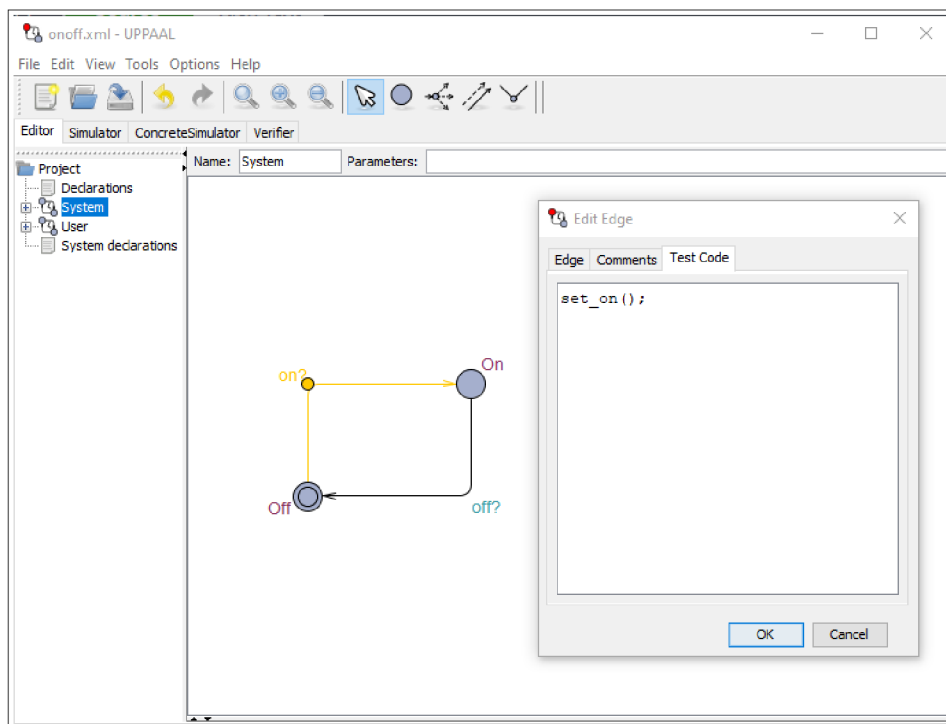 onoff.xml - UPPAAL
File Edit View Tools Options Help
Editor Simulator ConcreteSimulator Verifier
Project
Declarations
System
User
System declarations
Name: System Parameters:
on?
On
Off
off?
Edit Edge
Edge Comments Test Code
set_on();
OK Cancel